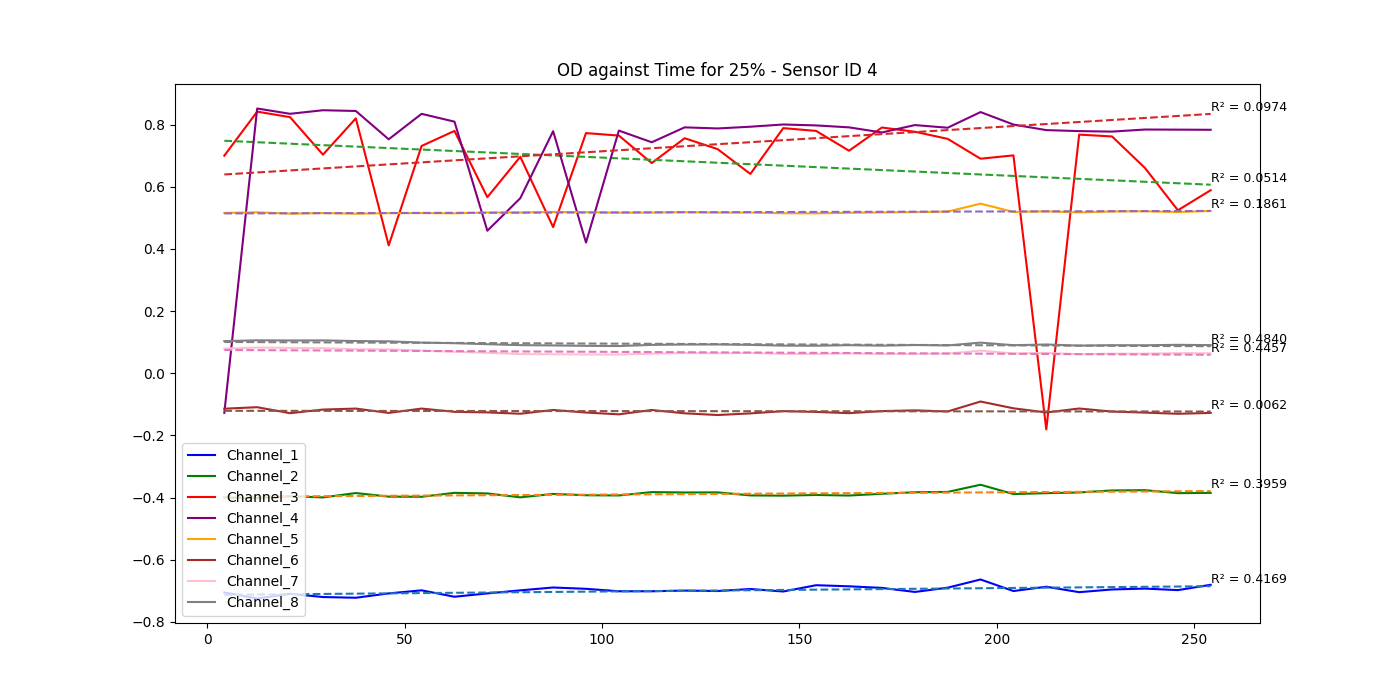 OD against Time for 25% - Sensor ID 4
R² = 0.0974
R² = 0.0514
R² = 0.1861
R² = 0.4840
R² = 0.4457
R² = 0.0062
R² = 0.3959
R² = 0.4169
0.8
0.6
0.4
0.2
0.0
−0.2
−0.4
−0.6
−0.8
Channel_1
Channel_2
Channel_3
Channel_4
Channel_5
Channel_6
Channel_7
Channel_8
0 50 100 150 200 250